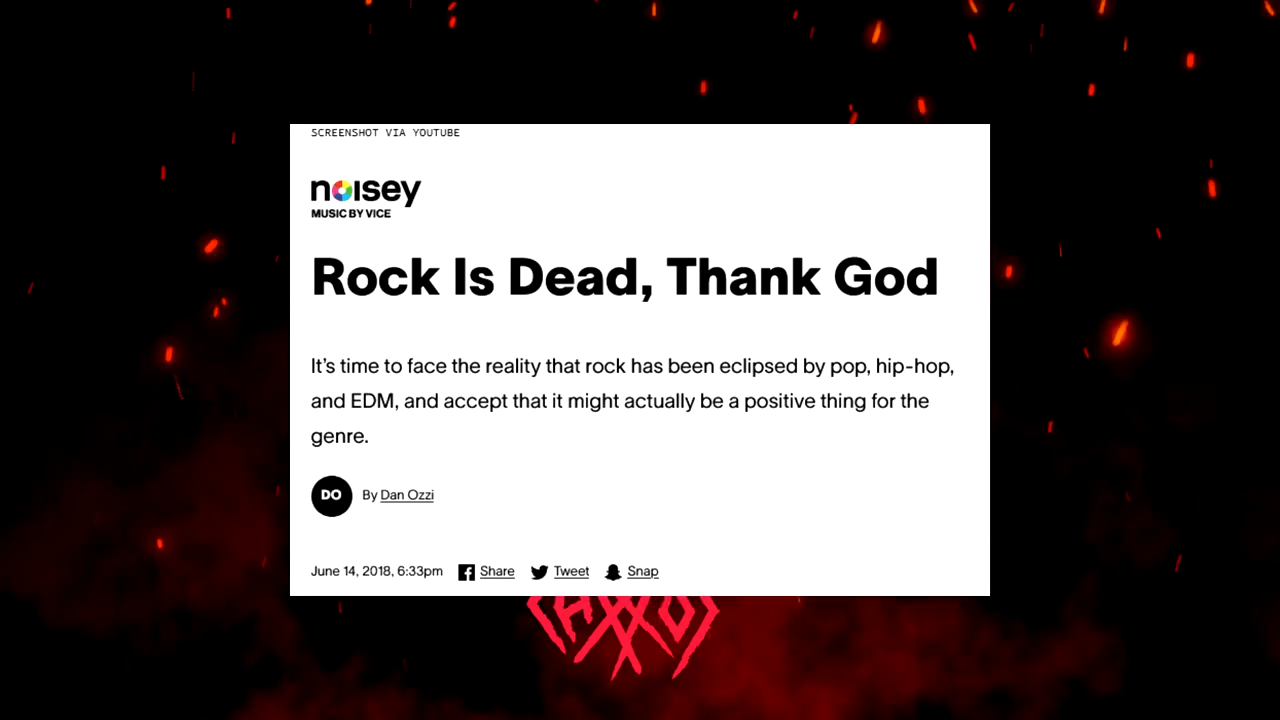 SCREENSHOT VIA YOUTUBE
noisey
MUSIC BY VICE
Rock Is Dead, Thank God
It's time to face the reality that rock has been eclipsed by pop, hip-hop,
and EDM, and accept that it might actually be a positive thing for the
genre.
DO By Dan Ozzi
June 14, 2018, 6:33pm Share Tweet Snap